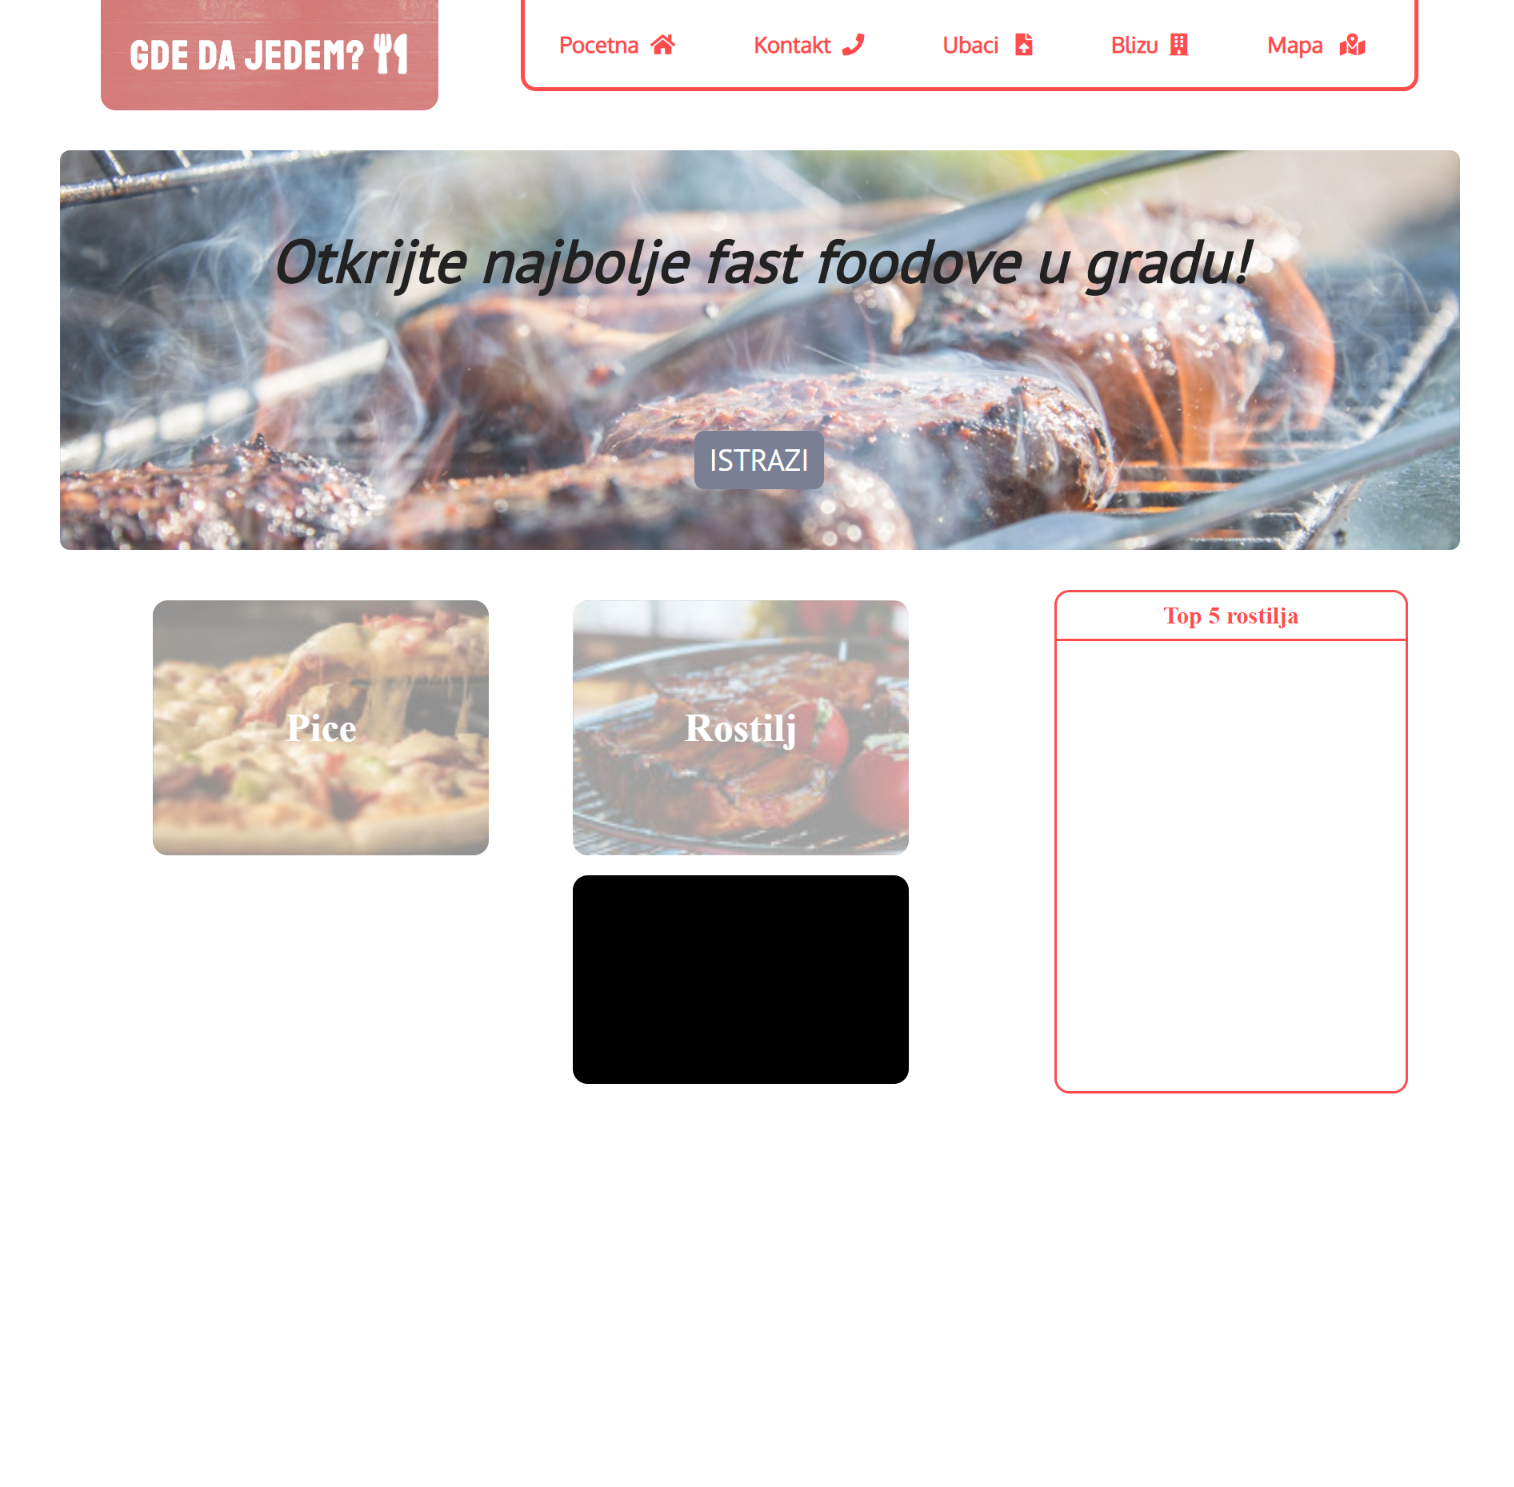 GDE DA JEDEM?
Pocetna
Kontakt
Ubaci
Blizu
Mapa
Otkrijte najbolje fast foodove u gradu!
ISTRAZI
Pice
Rostilj
Top 5 rostilja